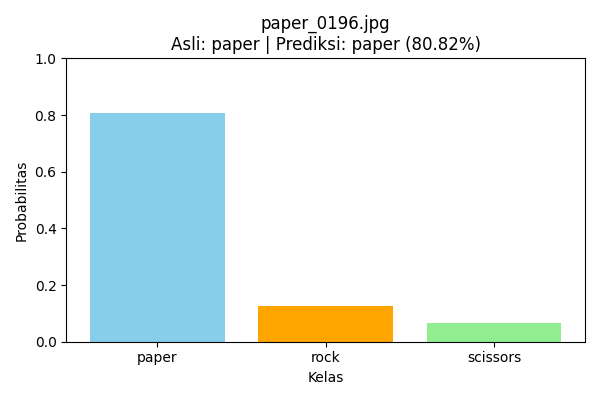 paper_0196.jpg
Asli: paper | Prediksi: paper (80.82%)
1.0
0.8
0.6
0.4
0.2
0.0
Probabilitas
paper
rock
scissors
Kelas